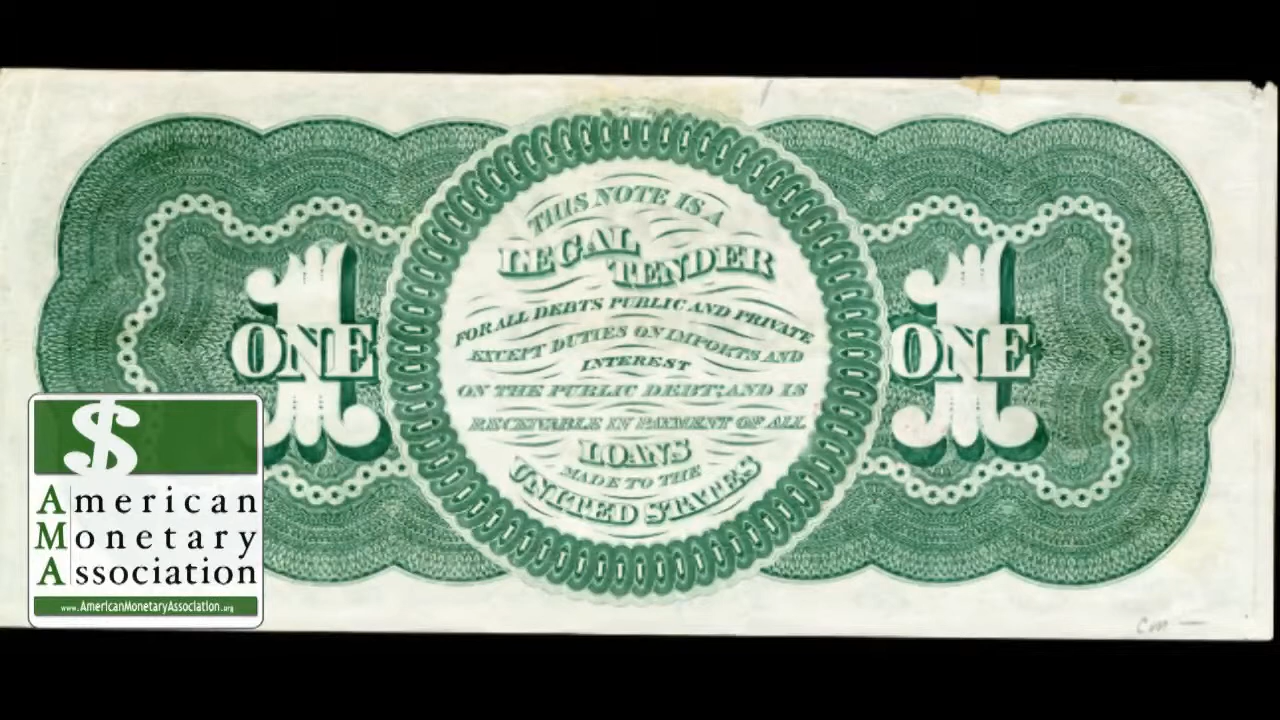 THIS NOTE IS A
LEGAL
TENDER
FOR ALL DEBTS PUBLIC AND PRIVATE
EXCEPT DUTIES ON IMPORTS AND
INTEREST
ON THE PUBLIC DEBT; AND IS
RECEIVABLE IN PAYMENT OF ALL
LOANS
MADE TO THE
UNITED STATES
1
ONE
1
ONE
$
American
Monetary
Association
www.AmericanMonetaryAssociation.org